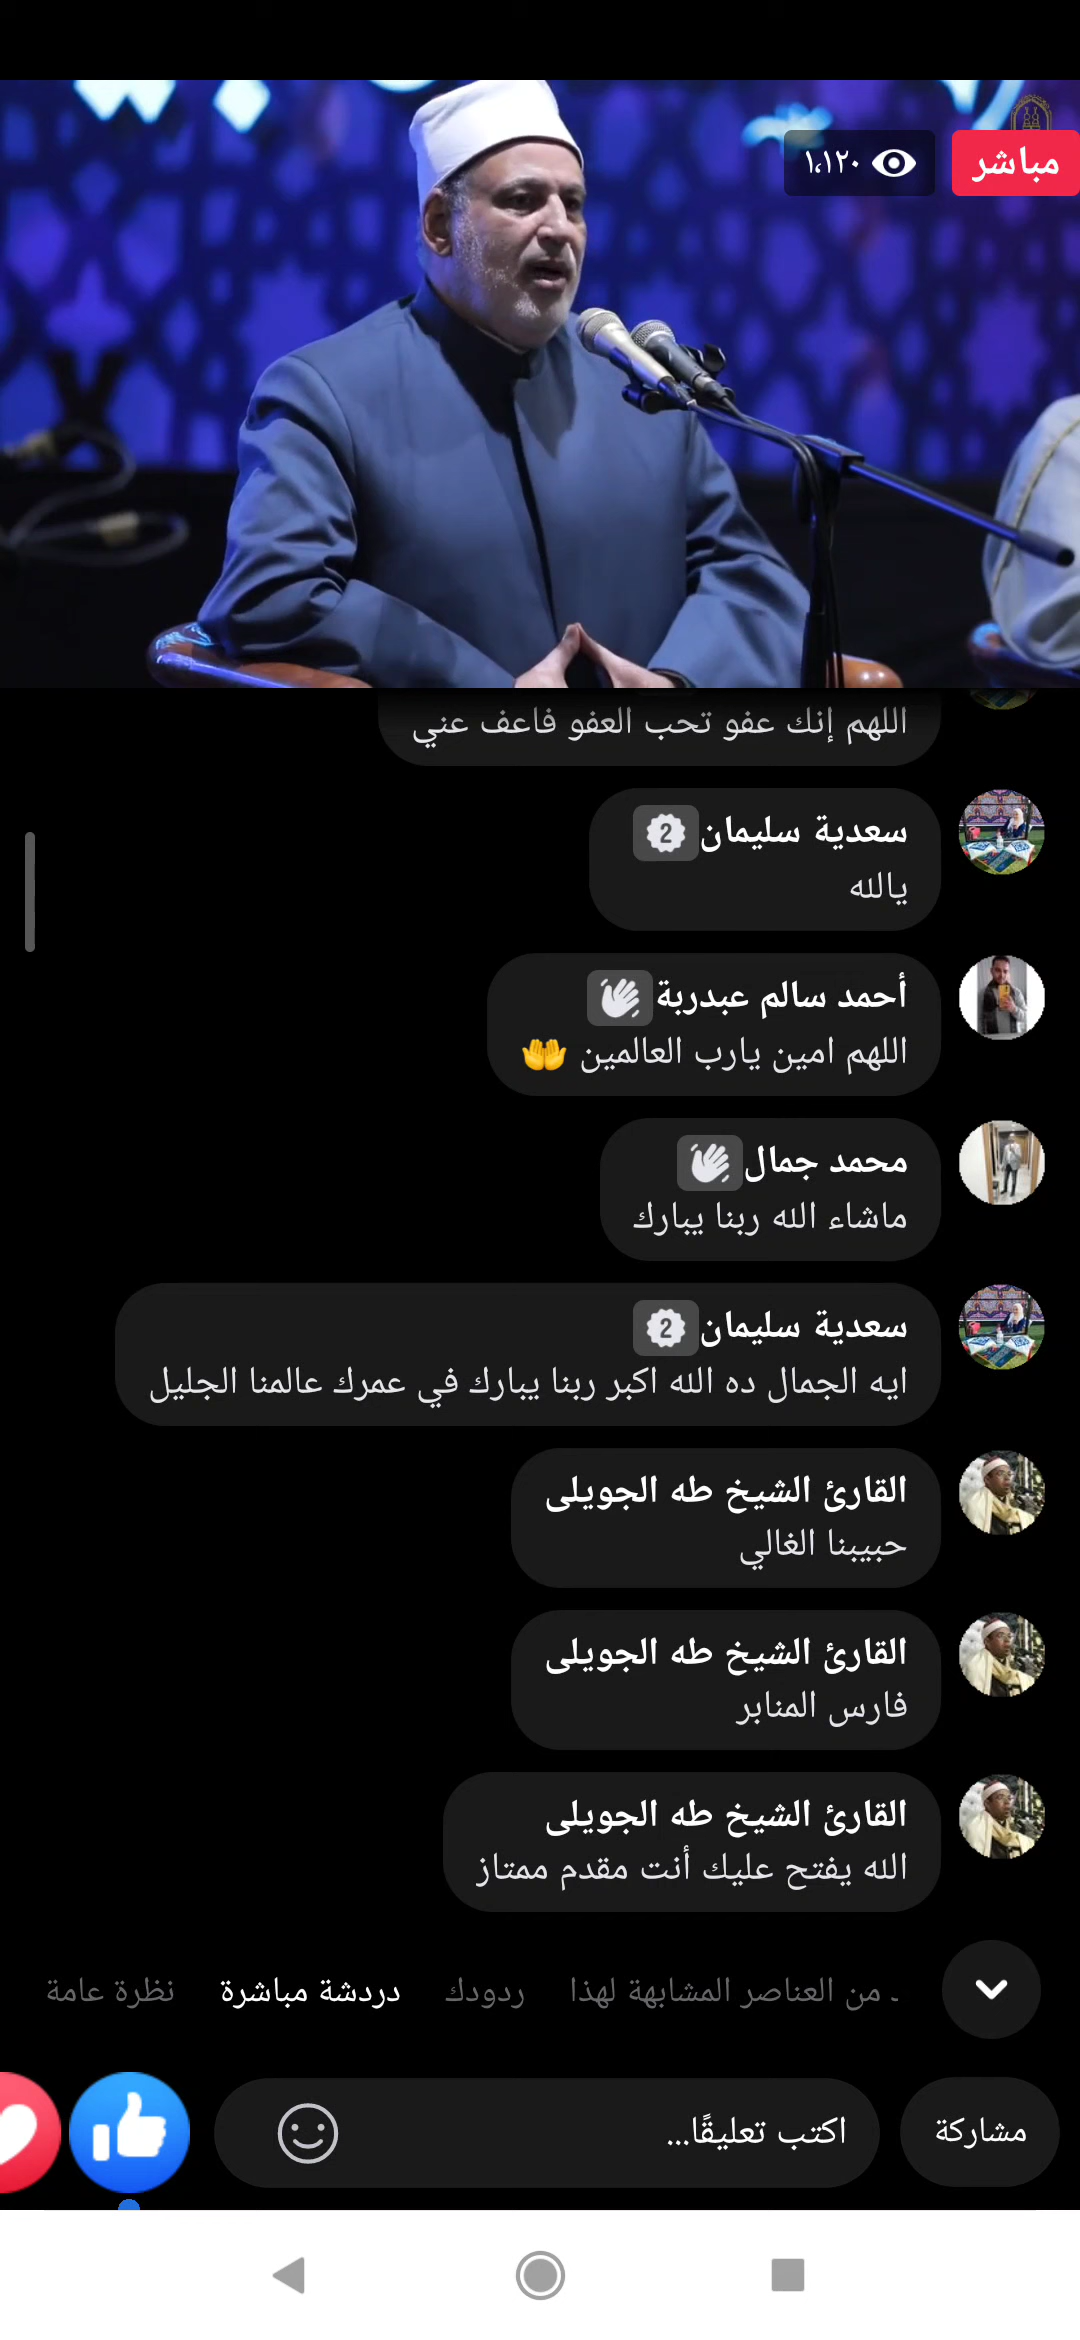 مباشر
١،١٢٠
اللهم إنك عفو تحب العفو فاعف عني
سعدية سليمان 2
يالله
أحمد سالم عبدربة
اللهم امين يارب العالمين 🤲
محمد جمال
ماشاء الله ربنا يبارك
سعدية سليمان 2
ايه الجمال ده الله اكبر ربنا يبارك في عمرك عالمنا الجليل
القارئ الشيخ طه الجويلى
حبيبنا الغالي
القارئ الشيخ طه الجويلى
فارس المنابر
القارئ الشيخ طه الجويلى
الله يفتح عليك أنت مقدم ممتاز
من العناصر المشابهة لهذا ردودك دردشة مباشرة نظرة عامة
مشاركة اكتب تعليقًا...